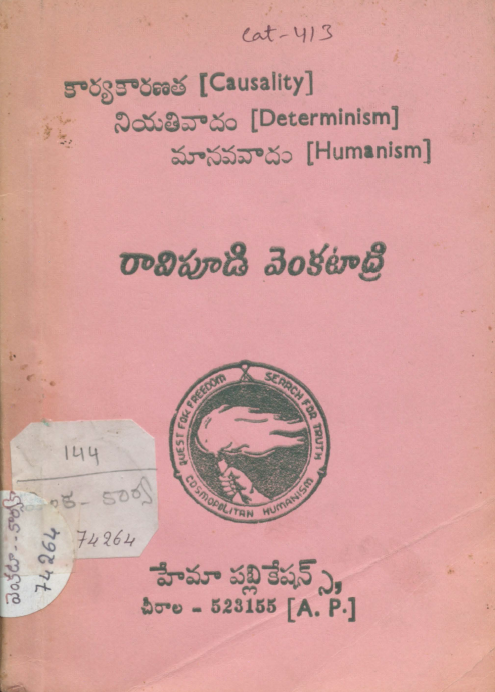 cat-413
కార్యకారణత [Causality]
నియతివాదం [Determinism]
మానవవాదం [Humanism]
రావిపూడి వెంకటాద్రి
QUEST FOR FREEDOM SEARCH FOR TRUTH
COSMOPOLITAN HUMANISM
144
కార్య
74264
వెంకటా-కార్య
74264
హేమా పబ్లికేషన్స్,
చీరాల - 523155 [A. P.]